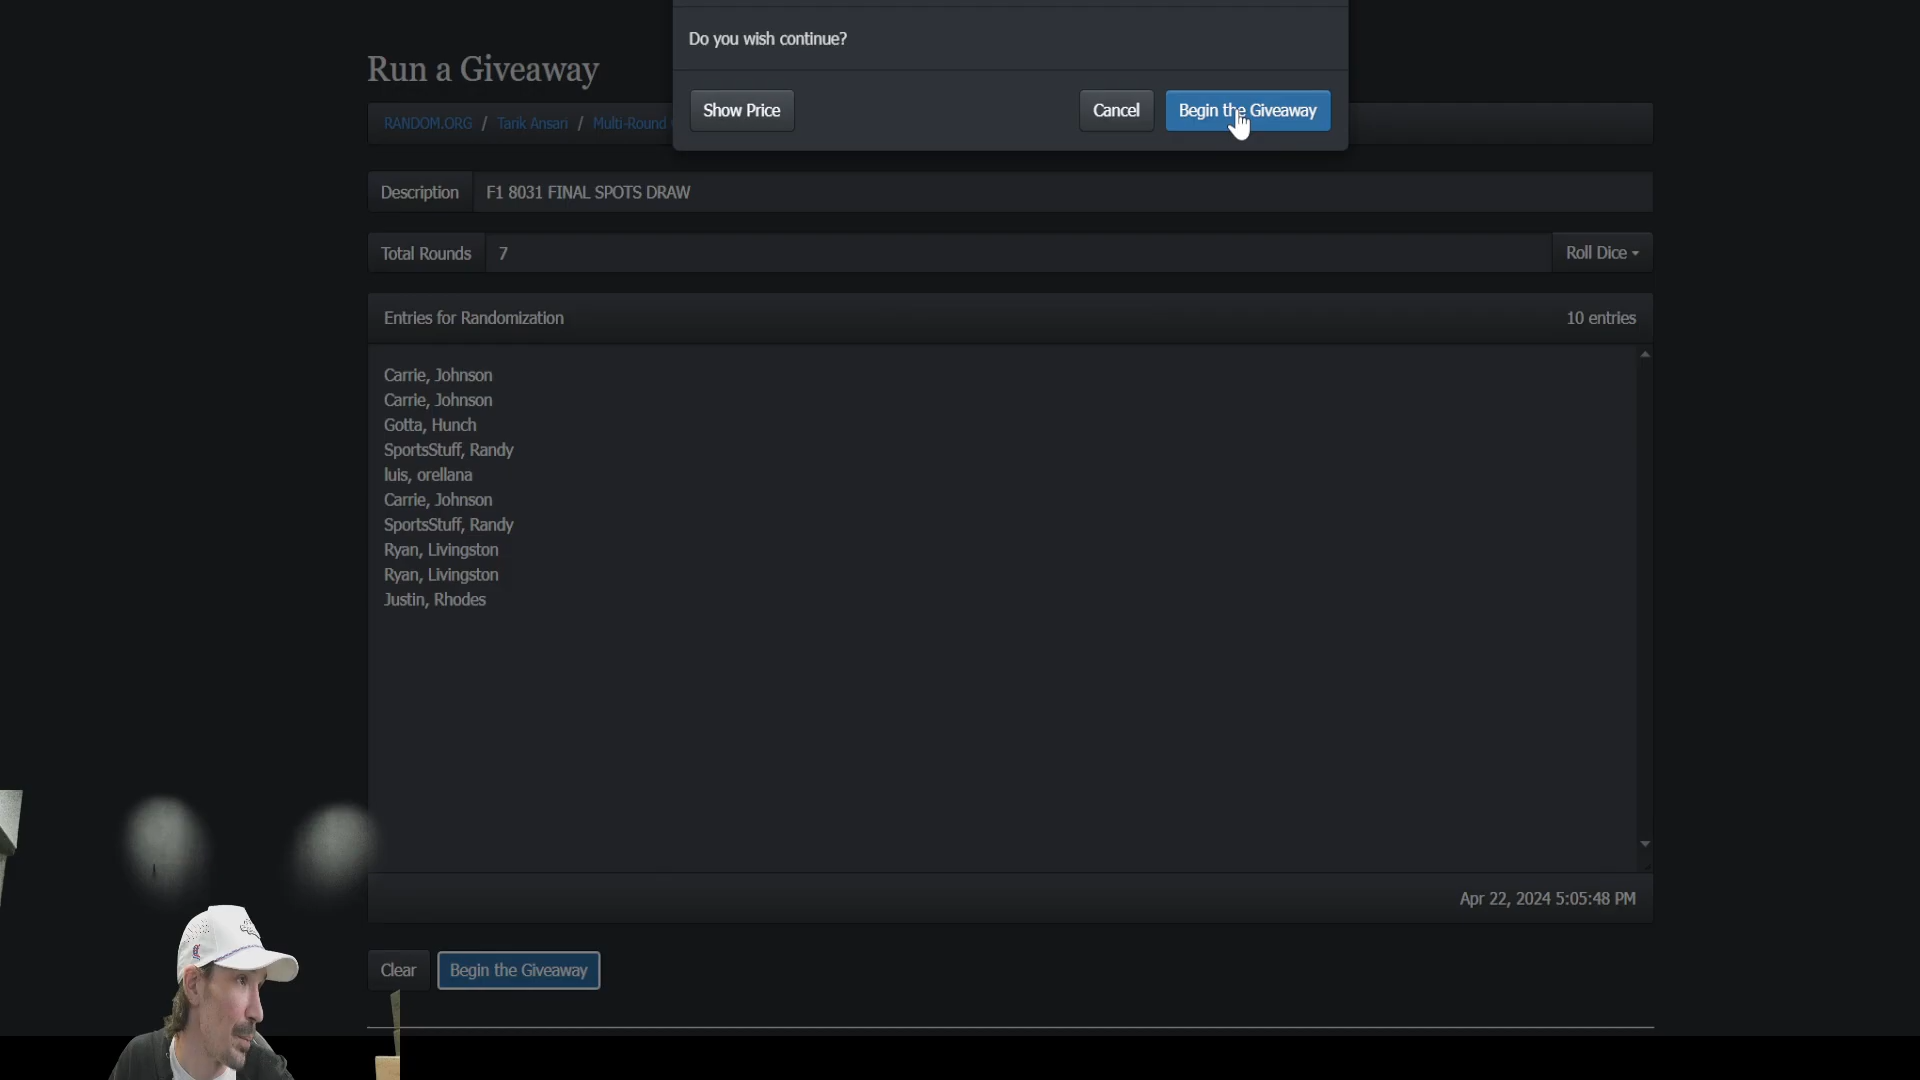 Do you wish continue?
Show Price
Cancel
Begin the Giveaway
Run a Giveaway
RANDOM.ORG / Tarik Ansari / Multi-Round
Description
F1 8031 FINAL SPOTS DRAW
Total Rounds
7
Roll Dice
Entries for Randomization
10 entries
Carrie, Johnson
Carrie, Johnson
Gotta, Hunch
SportsStuff, Randy
luis, orellana
Carrie, Johnson
SportsStuff, Randy
Ryan, Livingston
Ryan, Livingston
Justin, Rhodes
Apr 22, 2024 5:05:48 PM
Clear
Begin the Giveaway